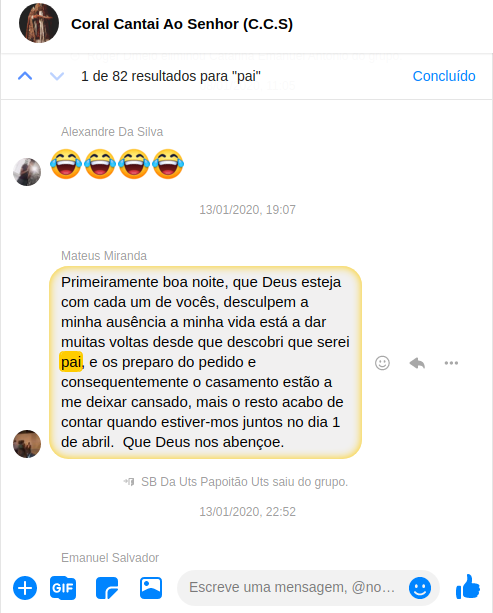 Coral Cantai Ao Senhor (C.C.S)
1 de 82 resultados para "pai"
Concluído
Alexandre Da Silva
😂😂😂😂
13/01/2020, 19:07
Mateus Miranda
Primeiramente boa noite, que Deus esteja
com cada um de vocês, desculpem a
minha ausência a minha vida está a dar
muitas voltas desde que descobri que serei
pai, e os preparo do pedido e
consequentemente o casamento estão a
me deixar cansado, mais o resto acabo de
contar quando estiver-mos juntos no dia 1
de abril.  Que Deus nos abençoe.
SB Da Uts Papoitão Uts saiu do grupo.
13/01/2020, 22:52
Emanuel Salvador
GIF
Escreve uma mensagem, @no…